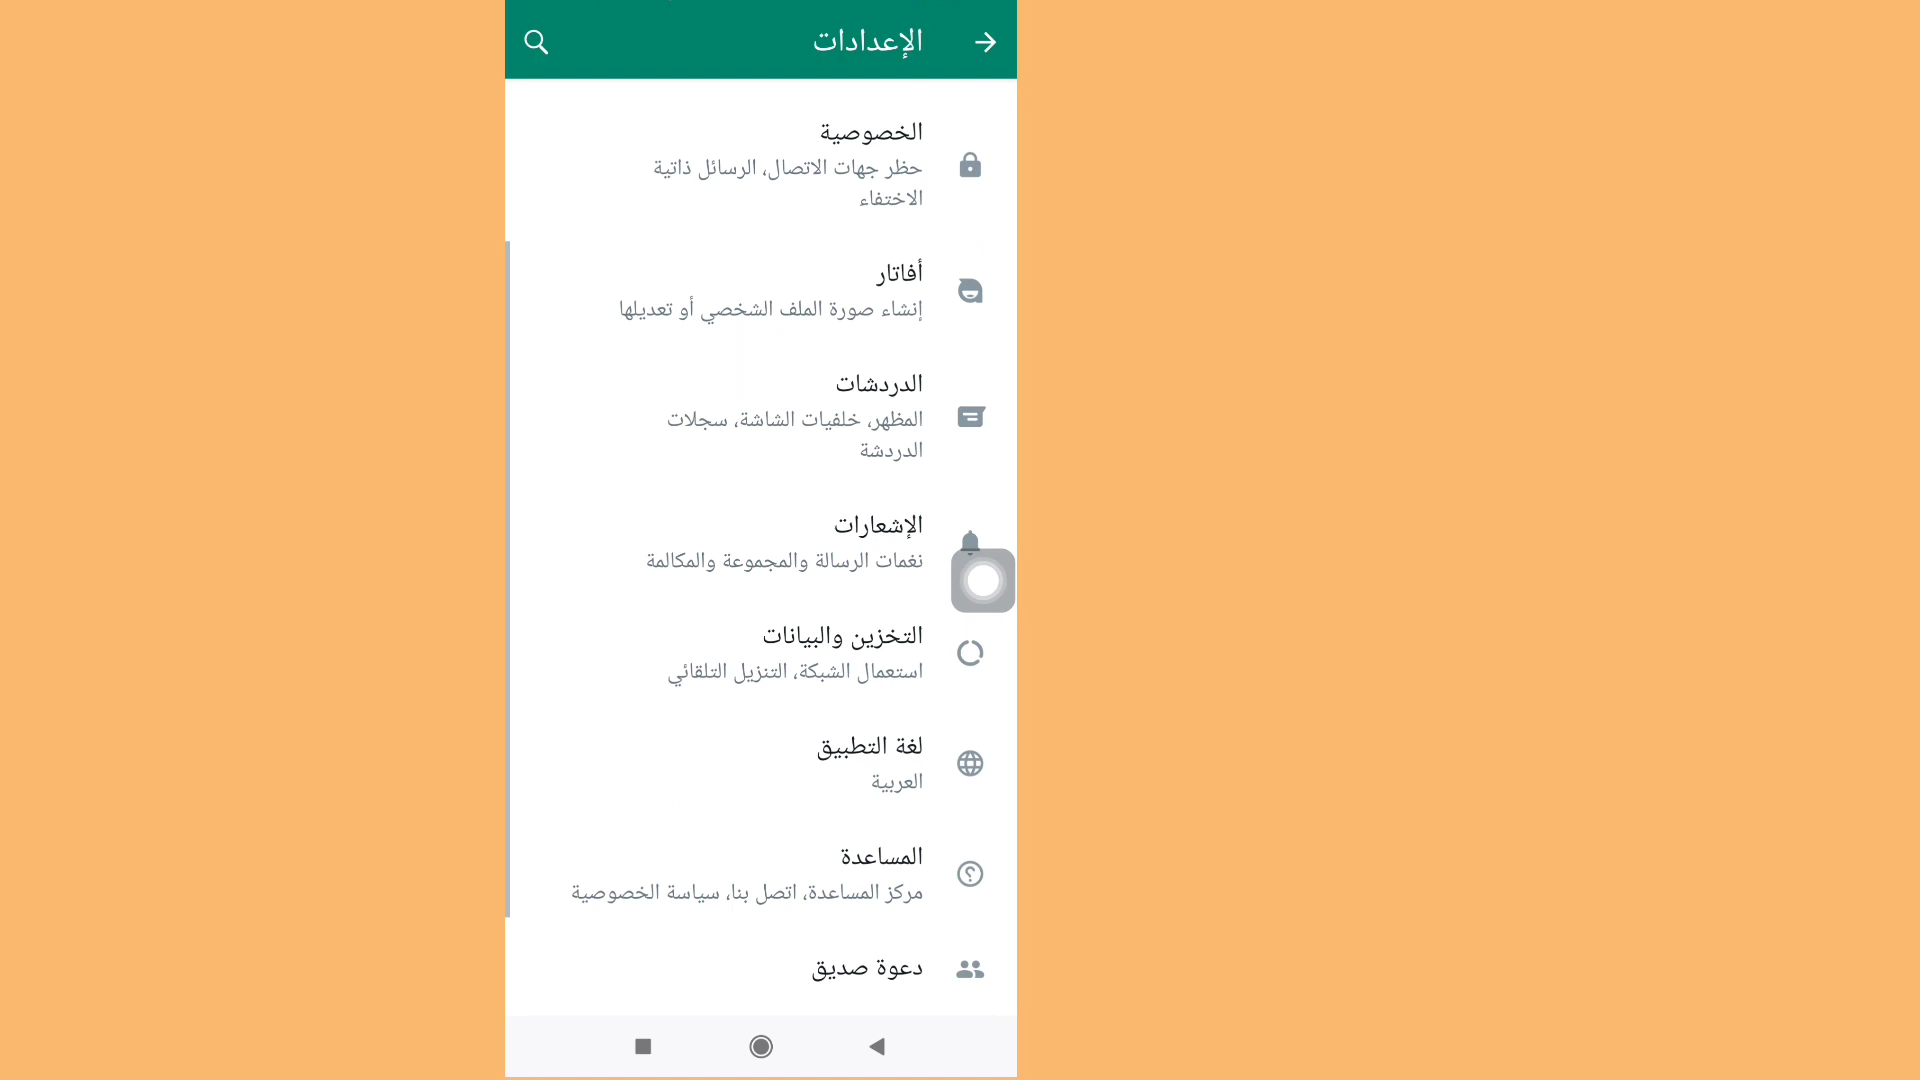 الإعدادات
الخصوصية
حظر جهات الاتصال، الرسائل ذاتية
الاختفاء
أفاتار
إنشاء صورة الملف الشخصي أو تعديلها
الدردشات
المظهر، خلفيات الشاشة، سجلات
الدردشة
الإشعارات
نغمات الرسالة والمجموعة والمكالمة
التخزين والبيانات
استعمال الشبكة، التنزيل التلقائي
لغة التطبيق
العربية
المساعدة
مركز المساعدة، اتصل بنا، سياسة الخصوصية
دعوة صديق